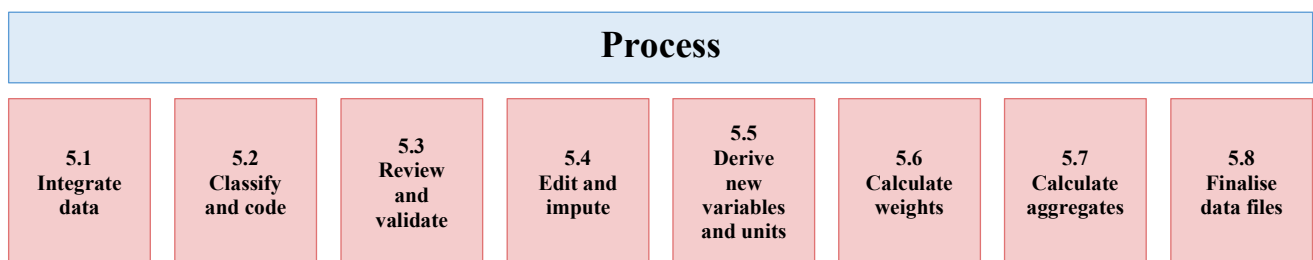 Process
5.1
Integrate
data
5.2
Classify
and code
5.3
Review
and
validate
5.4
Edit and
impute
5.5
Derive
new
variables
and units
5.6
Calculate
weights
5.7
Calculate
aggregates
5.8
Finalise
data files